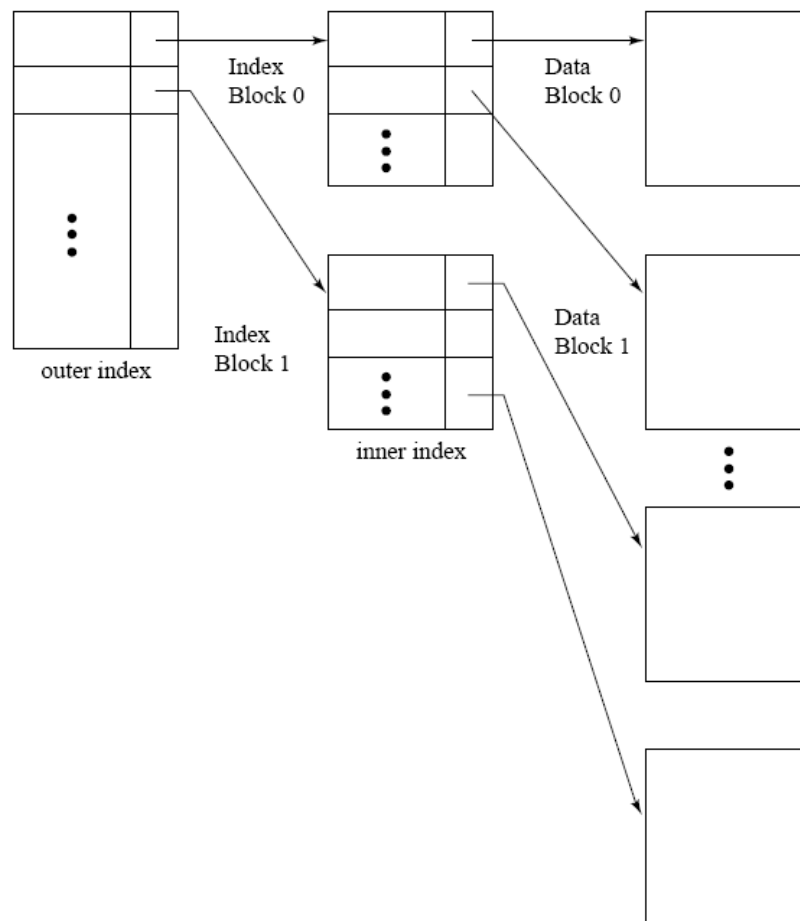 Index
Block 0
Data
Block 0
Index
Block 1
Data
Block 1
outer index
inner index